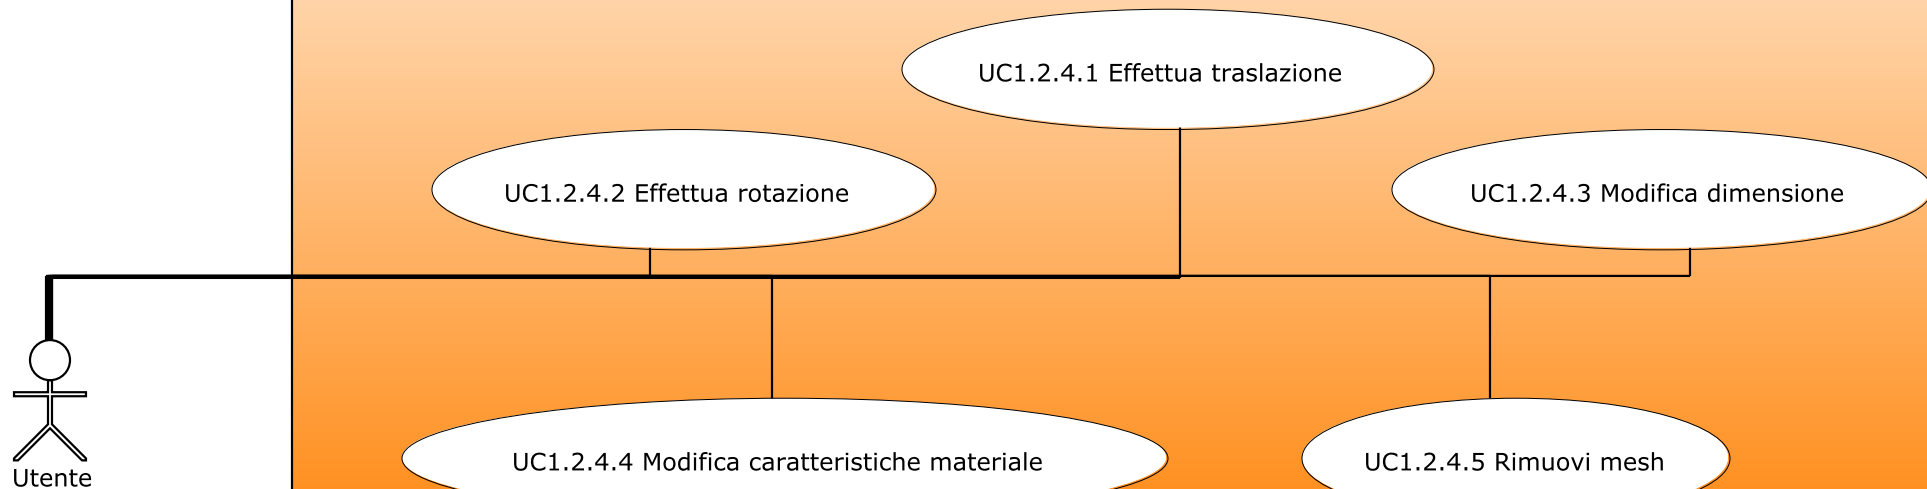 UC1.2.4.1 Effettua traslazione
UC1.2.4.2 Effettua rotazione
UC1.2.4.3 Modifica dimensione
UC1.2.4.4 Modifica caratteristiche materiale
UC1.2.4.5 Rimuovi mesh
Utente